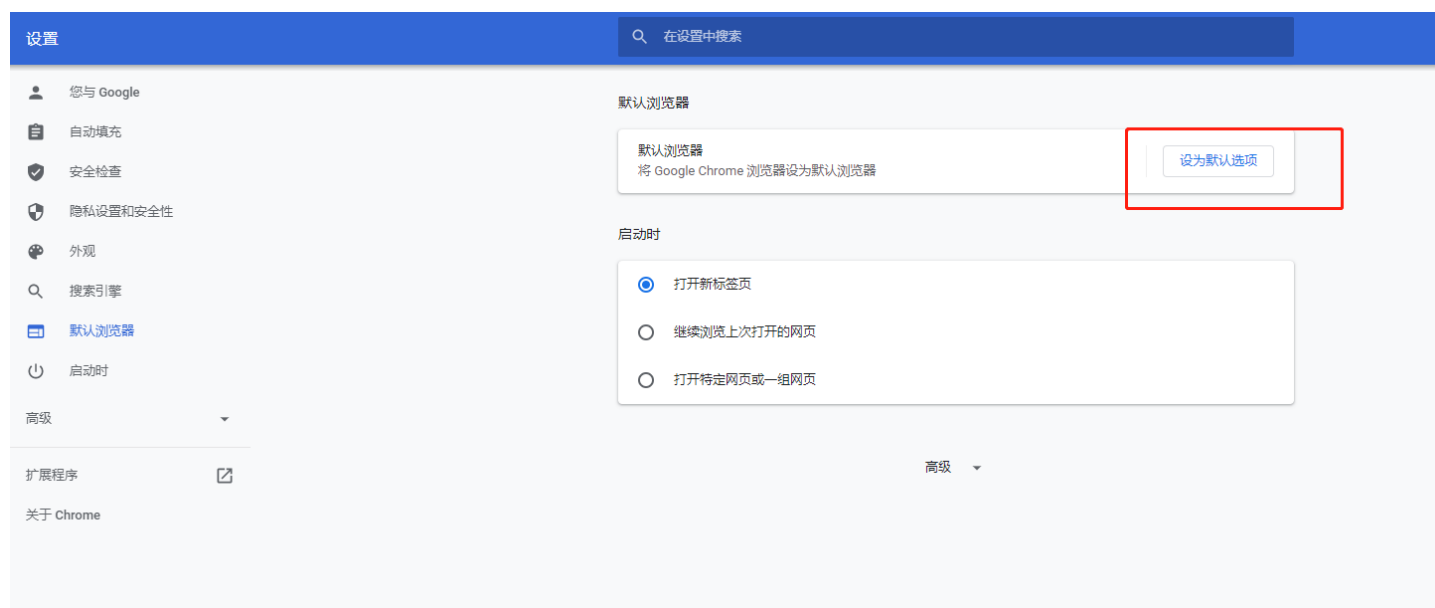 设置
在设置中搜索
您与 Google
自动填充
安全检查
隐私设置和安全性
外观
搜索引擎
默认浏览器
启动时
高级
扩展程序
关于 Chrome
默认浏览器
默认浏览器
将 Google Chrome 浏览器设为默认浏览器
设为默认选项
启动时
打开新标签页
继续浏览上次打开的网页
打开特定网页或一组网页
高级